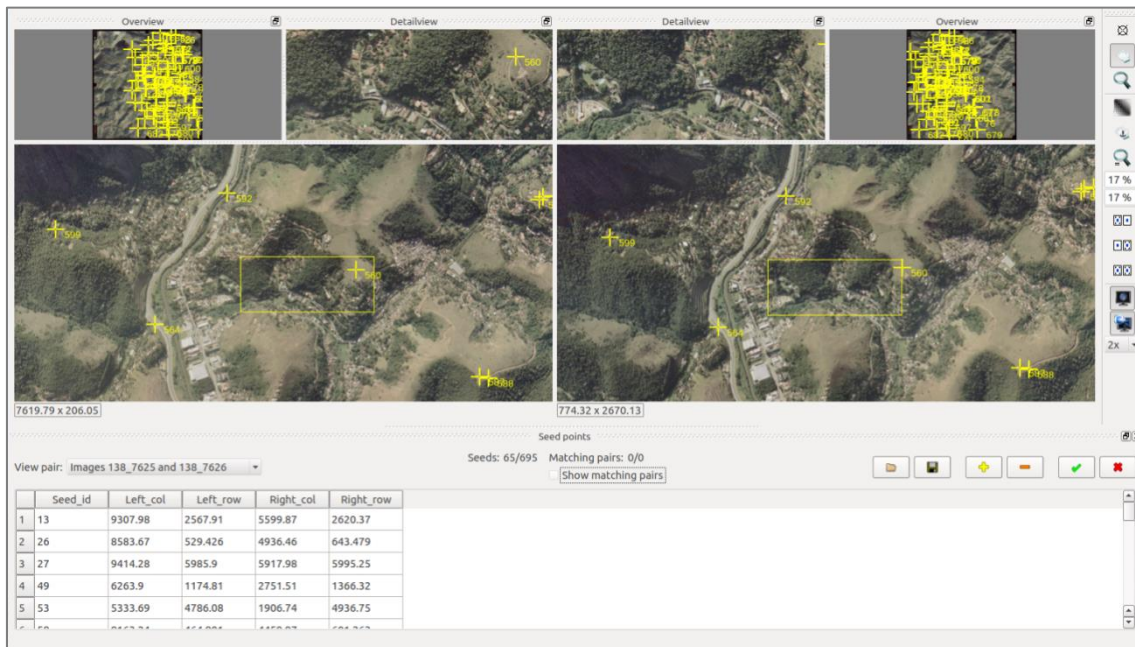 Overview
Detailview
Detailview
Overview
560
679
592
599
560
564
588
592
599
560
564
588
17 %
17 %
2x
7619.79 x 206.05
774.32 x 2670.13
Seed points
View pair: Images 138_7625 and 138_7626
Seeds: 65/695 Matching pairs: 0/0
Show matching pairs
Seed_id Left_col Left_row Right_col Right_row
1 13 9307.98 2567.91 5599.87 2620.37
2 26 8583.67 529.426 4936.46 643.479
3 27 9414.28 5985.9 5917.98 5995.25
4 49 6263.9 1174.81 2751.51 1366.32
5 53 5333.69 4786.08 1906.74 4936.75